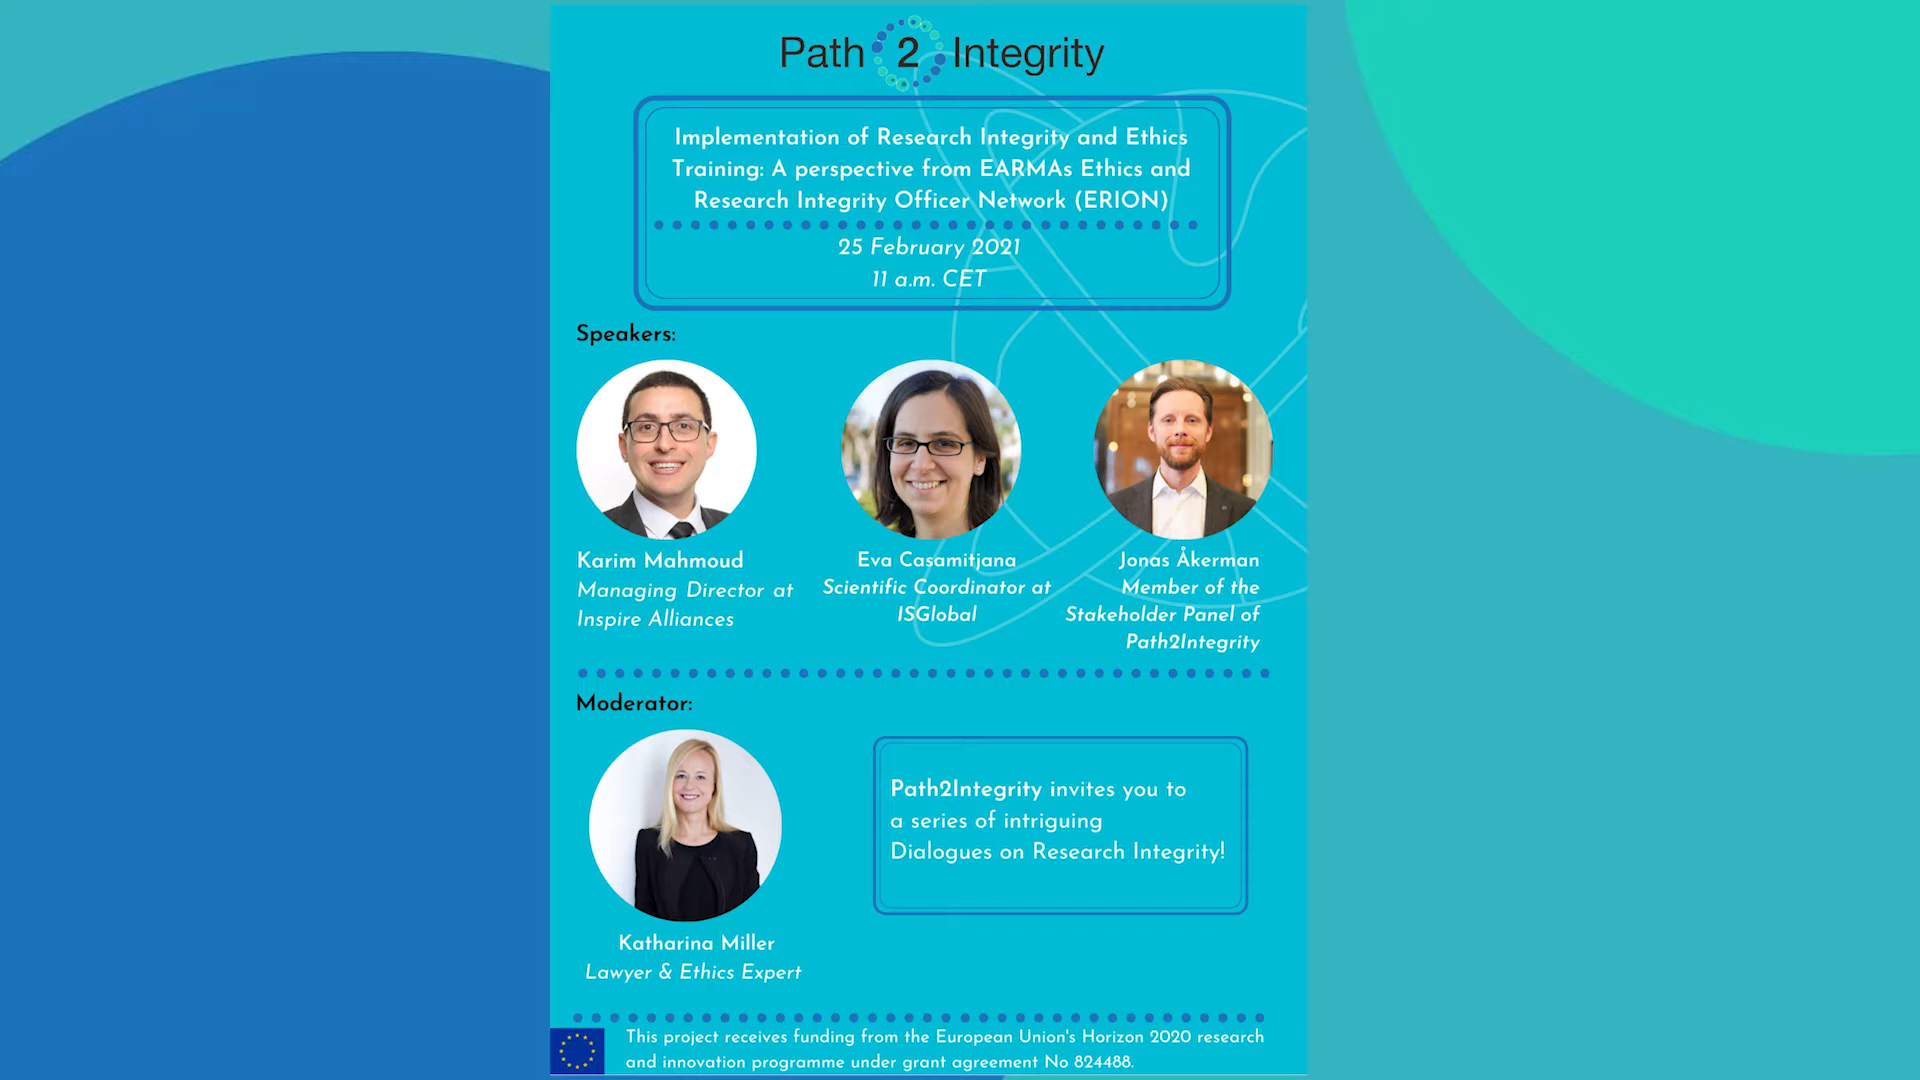 Path 2 Integrity
Implementation of Research Integrity and Ethics
Training: A perspective from EARMAs Ethics and
Research Integrity Officer Network (ERION)
25 February 2021
11 a.m. CET
Speakers:
Karim Mahmoud
Managing Director at
Inspire Alliances
Eva Casamitjana
Scientific Coordinator at
ISGlobal
Jonas Åkerman
Member of the
Stakeholder Panel of
Path2Integrity
Moderator:
Katharina Miller
Lawyer & Ethics Expert
Path2Integrity invites you to
a series of intriguing
Dialogues on Research Integrity!
This project receives funding from the European Union's Horizon 2020 research
and innovation programme under grant agreement No 824488.